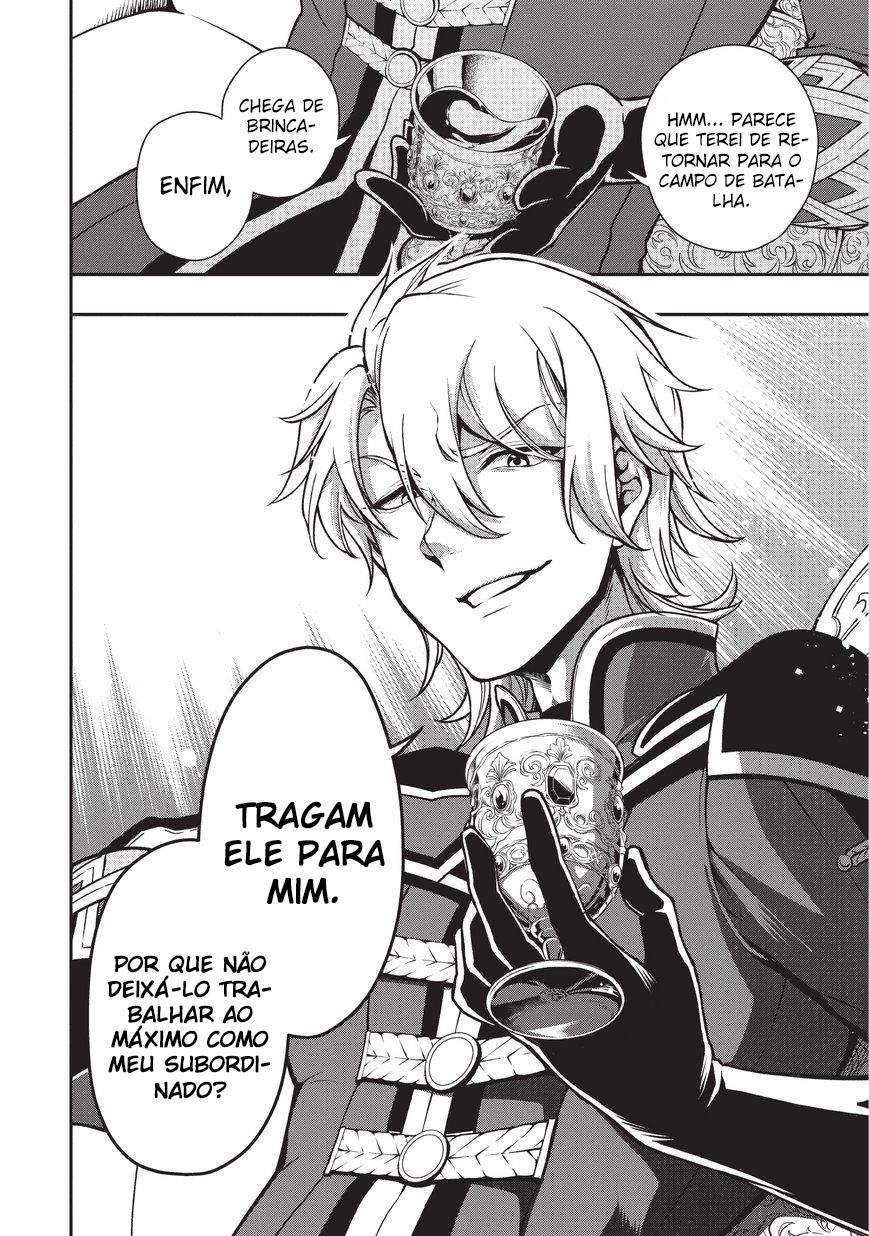 HMM... PARECE
QUE TEREI DE RE-
TORNAR PARA O
CAMPO DE BATA-
LHA.
CHEGA DE
BRINCA-
DEIRAS.
ENFIM,
TRAGAM
ELE PARA
MIM.
POR QUE NÃO
DEIXÁ-LO TRA-
BALHAR AO
MÁXIMO COMO
MEU SUBORDI-
NADO?